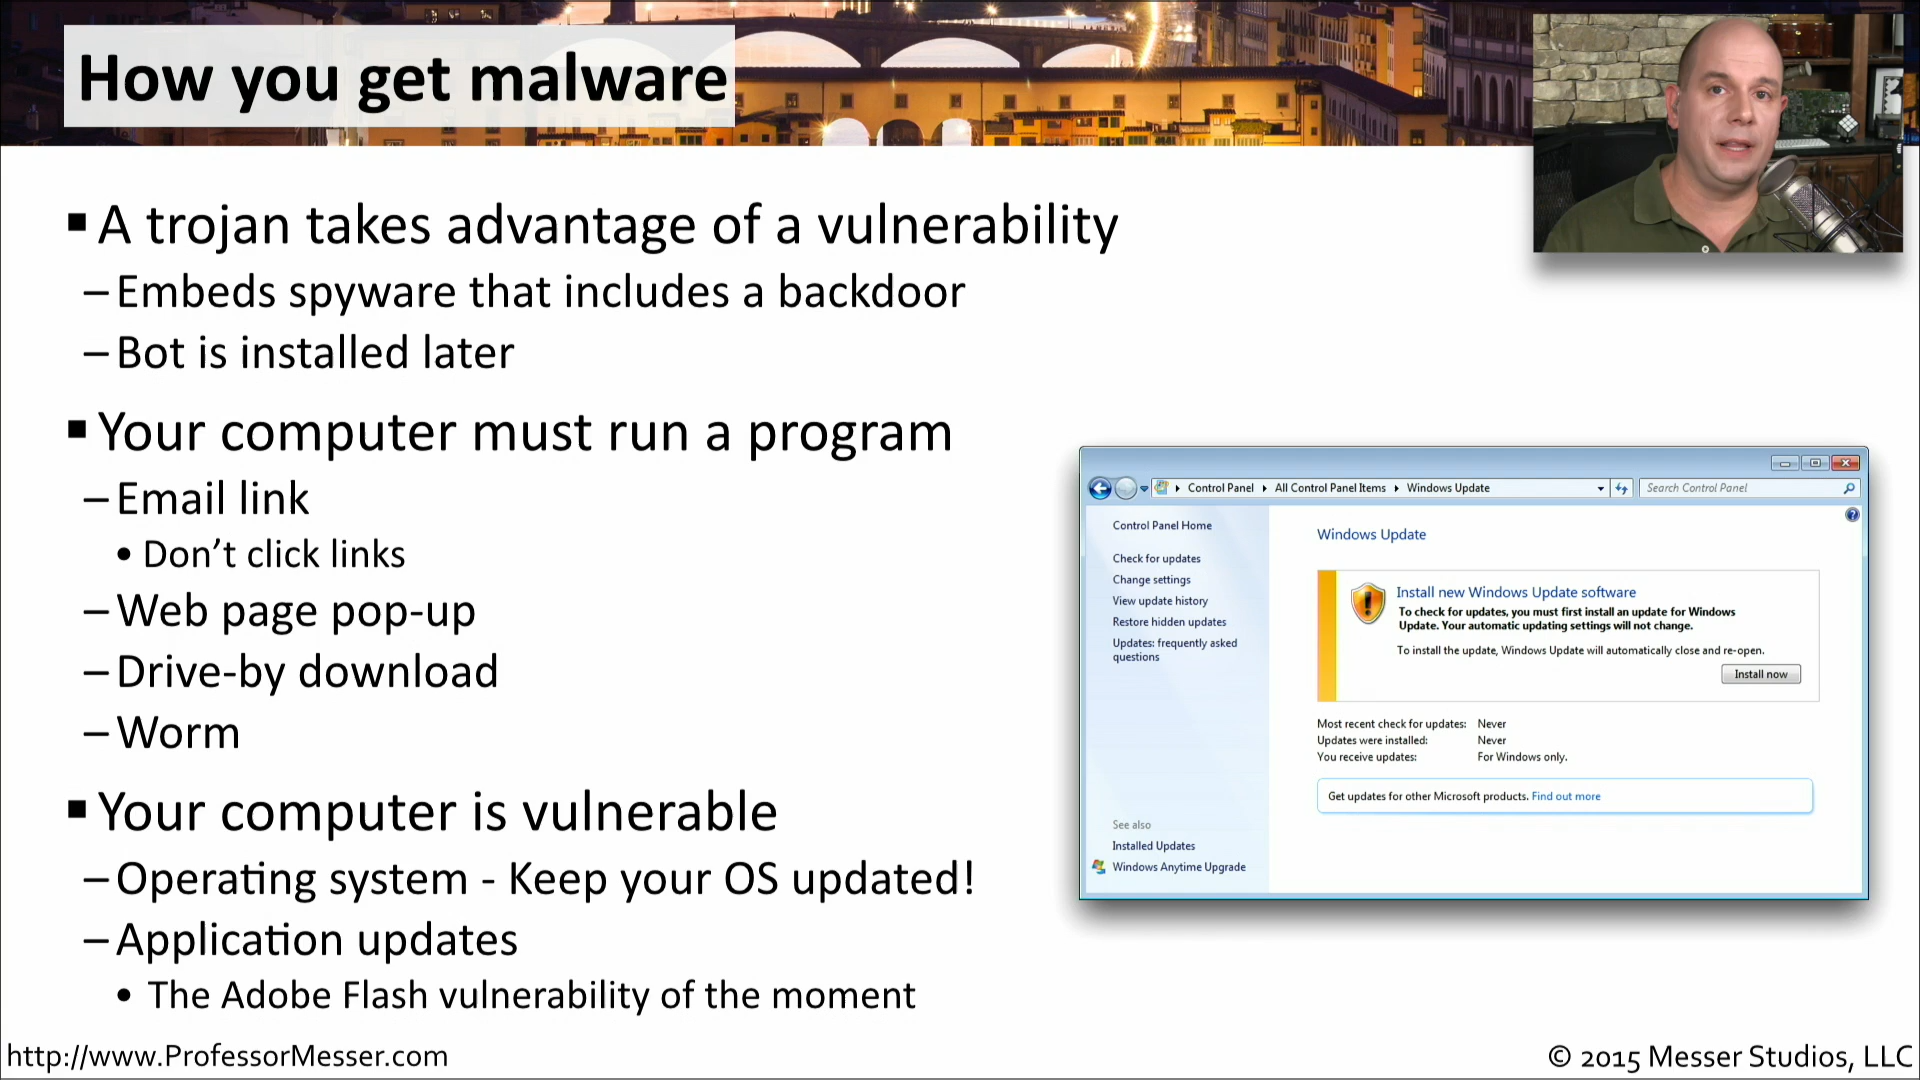 How you get malware
▪ A trojan takes advantage of a vulnerability
– Embeds spyware that includes a backdoor
– Bot is installed later
▪ Your computer must run a program
– Email link
• Don’t click links
– Web page pop-up
– Drive-by download
– Worm
▪ Your computer is vulnerable
– Operating system - Keep your OS updated!
– Application updates
• The Adobe Flash vulnerability of the moment
Control Panel ▸ All Control Panel Items ▸ Windows Update
Search Control Panel
Control Panel Home
Check for updates
Change settings
View update history
Restore hidden updates
Updates: frequently asked
questions
See also
Installed Updates
Windows Anytime Upgrade
Windows Update
Install new Windows Update software
To check for updates, you must first install an update for Windows
Update. Your automatic updating settings will not change.
To install the update, Windows Update will automatically close and re-open.
Install now
Most recent check for updates: Never
Updates were installed: Never
You receive updates: For Windows only.
Get updates for other Microsoft products. Find out more
http://www.ProfessorMesser.com
© 2015 Messer Studios, LLC